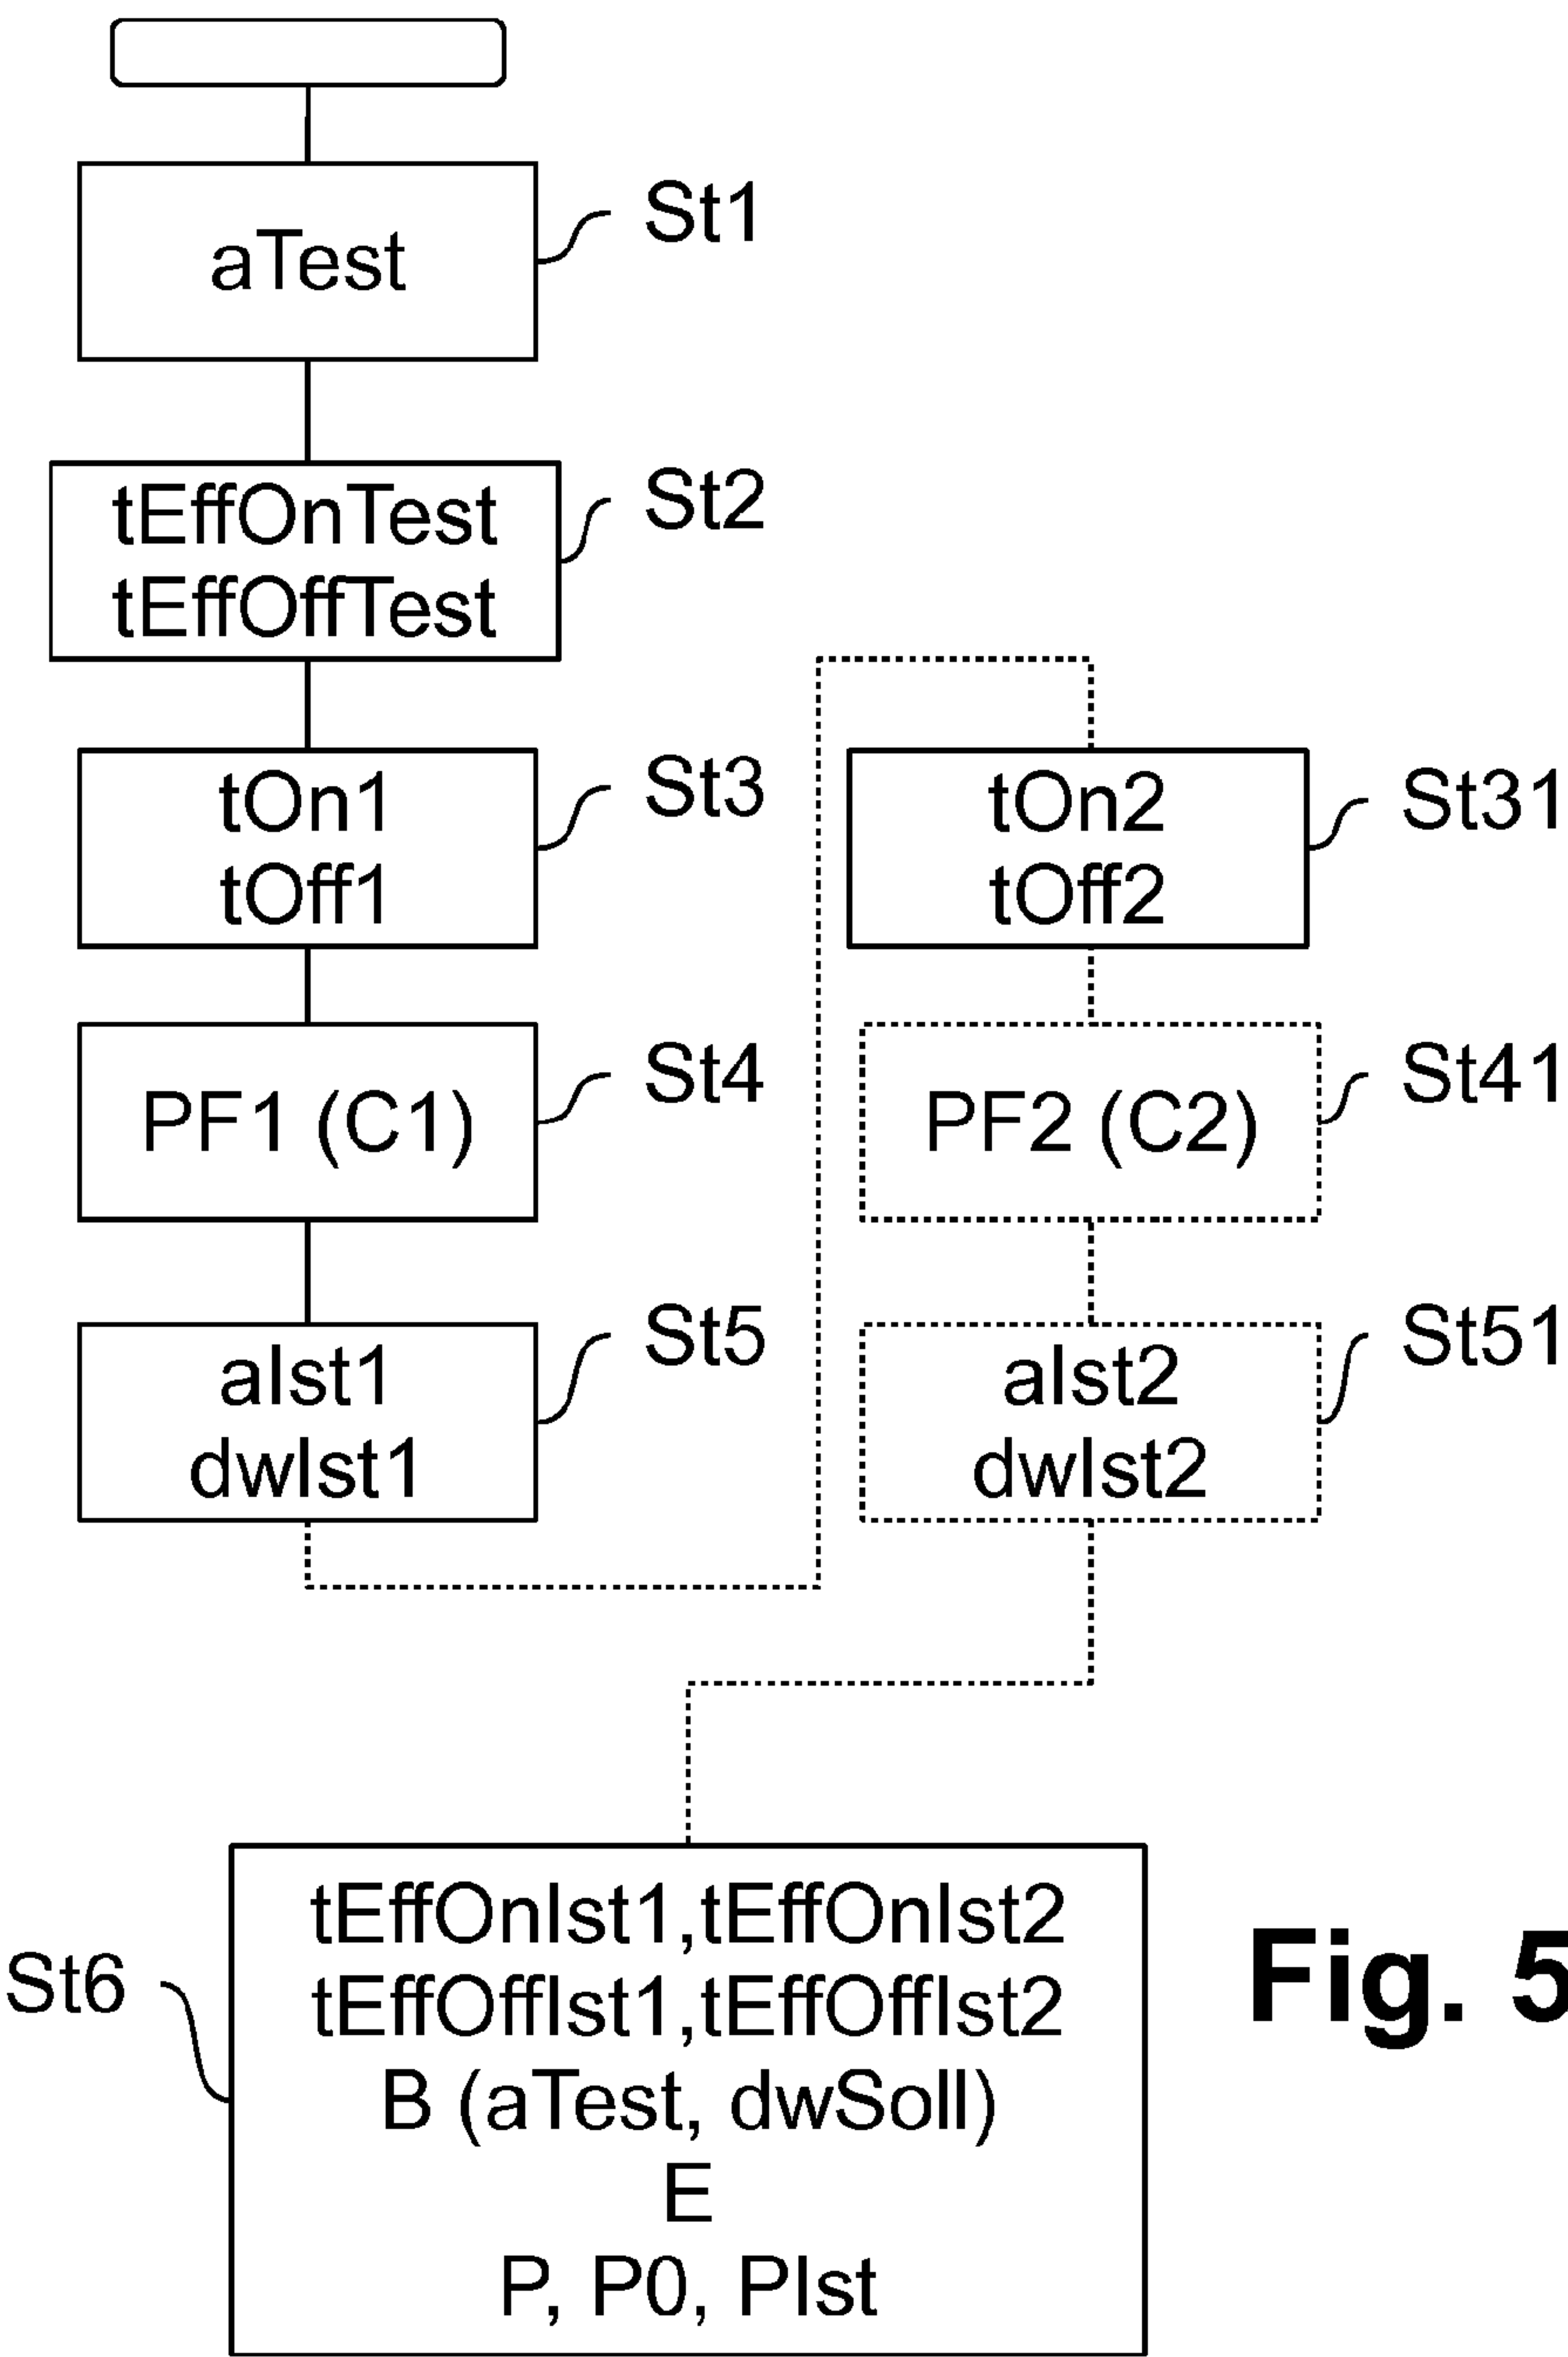 aTest
St1
tEffOnTest
tEffOffTest
St2
tOn1
tOff1
St3
tOn2
tOff2
St31
PF1 (C1)
St4
PF2 (C2)
St41
aIst1
dwIst1
St5
aIst2
dwIst2
St51
tEffOnIst1,tEffOnIst2
tEffOffIst1,tEffOffIst2
B (aTest, dwSoll)
E
P, P0, PIst
St6
Fig. 5